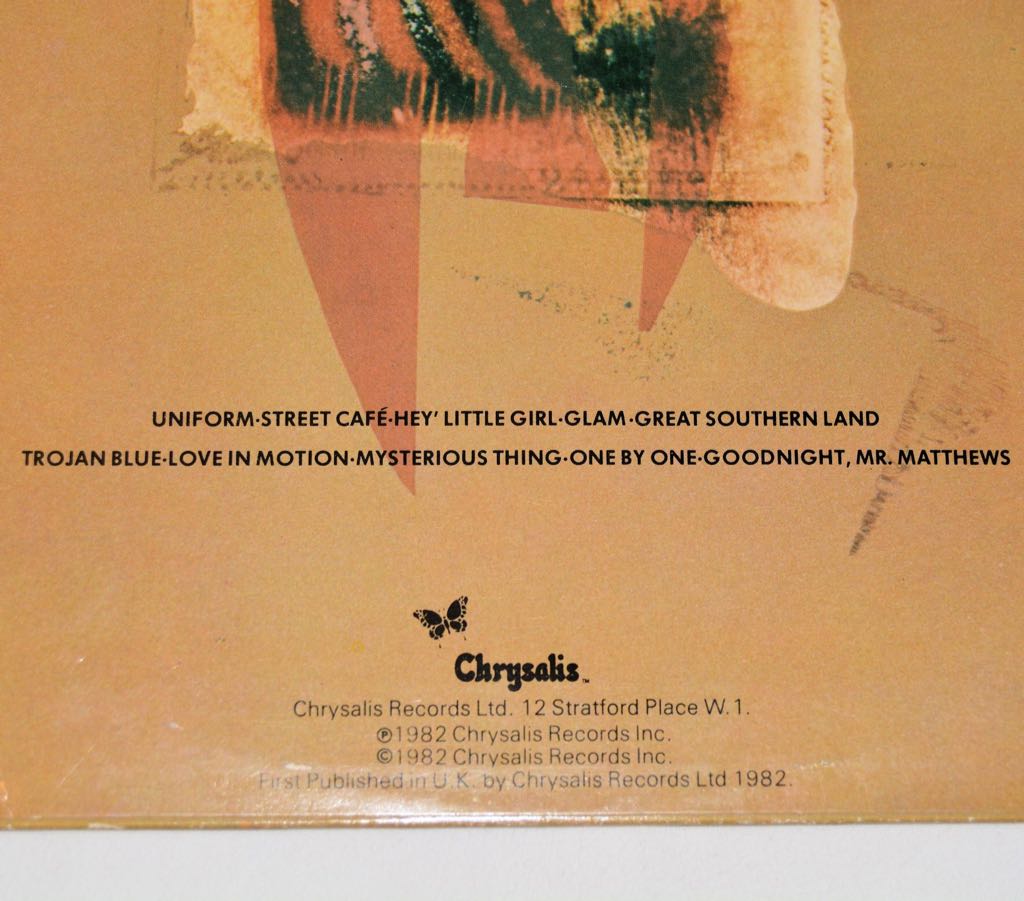 UNIFORM·STREET CAFÉ·HEY' LITTLE GIRL·GLAM·GREAT SOUTHERN LAND
TROJAN BLUE·LOVE IN MOTION·MYSTERIOUS THING·ONE BY ONE·GOODNIGHT, MR. MATTHEWS
Chrysalis™
Chrysalis Records Ltd. 12 Stratford Place W.1.
℗1982 Chrysalis Records Inc.
©1982 Chrysalis Records Inc.
First Published in U.K. by Chrysalis Records Ltd 1982.